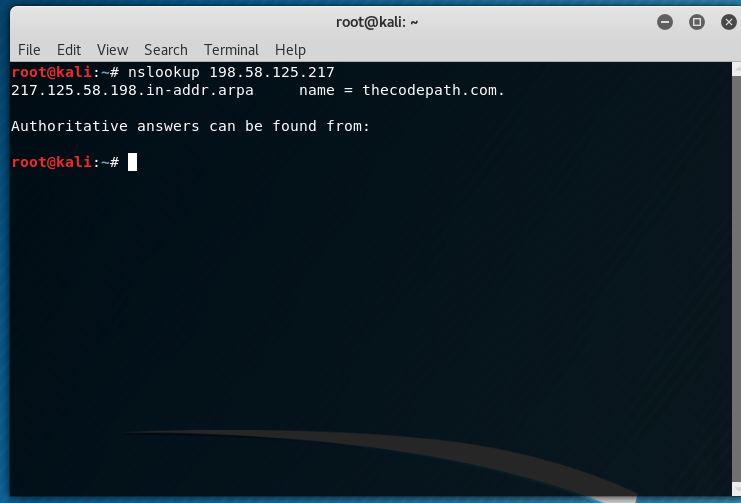 root@kali: ~
File Edit View Search Terminal Help
root@kali:~# nslookup 198.58.125.217
217.125.58.198.in-addr.arpa     name = thecodepath.com.
Authoritative answers can be found from:
root@kali:~#